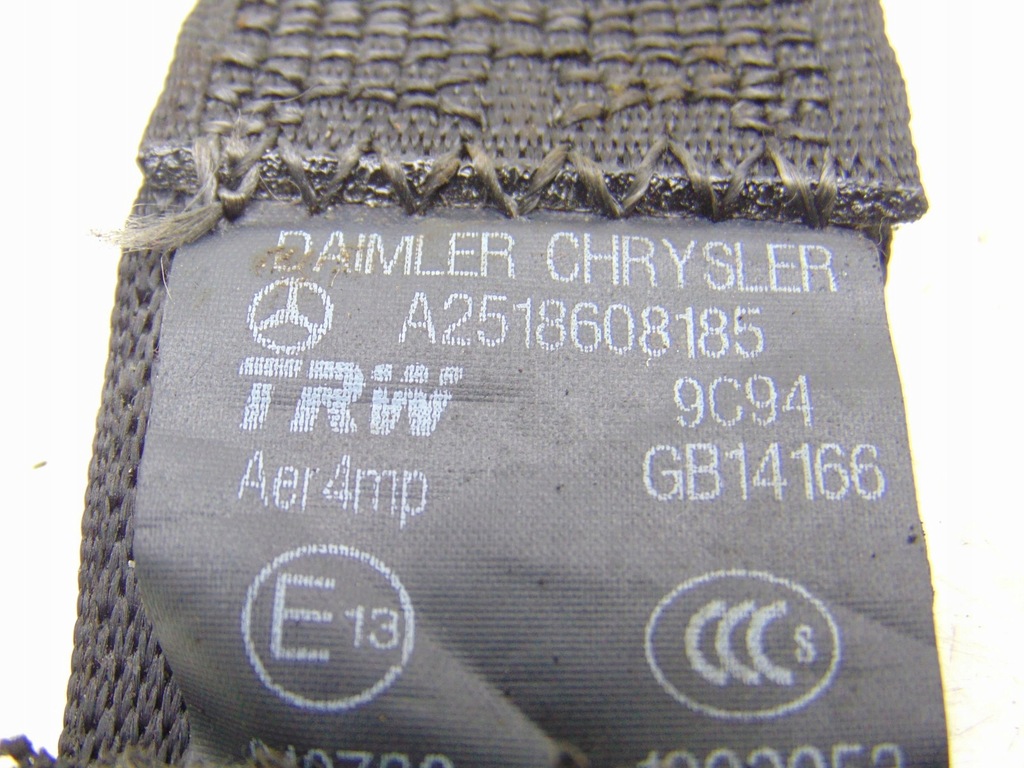 DAIMLER CHRYSLER
A2518608185
TRW 9C94
Aer4mp GB14166
E13 CCC S